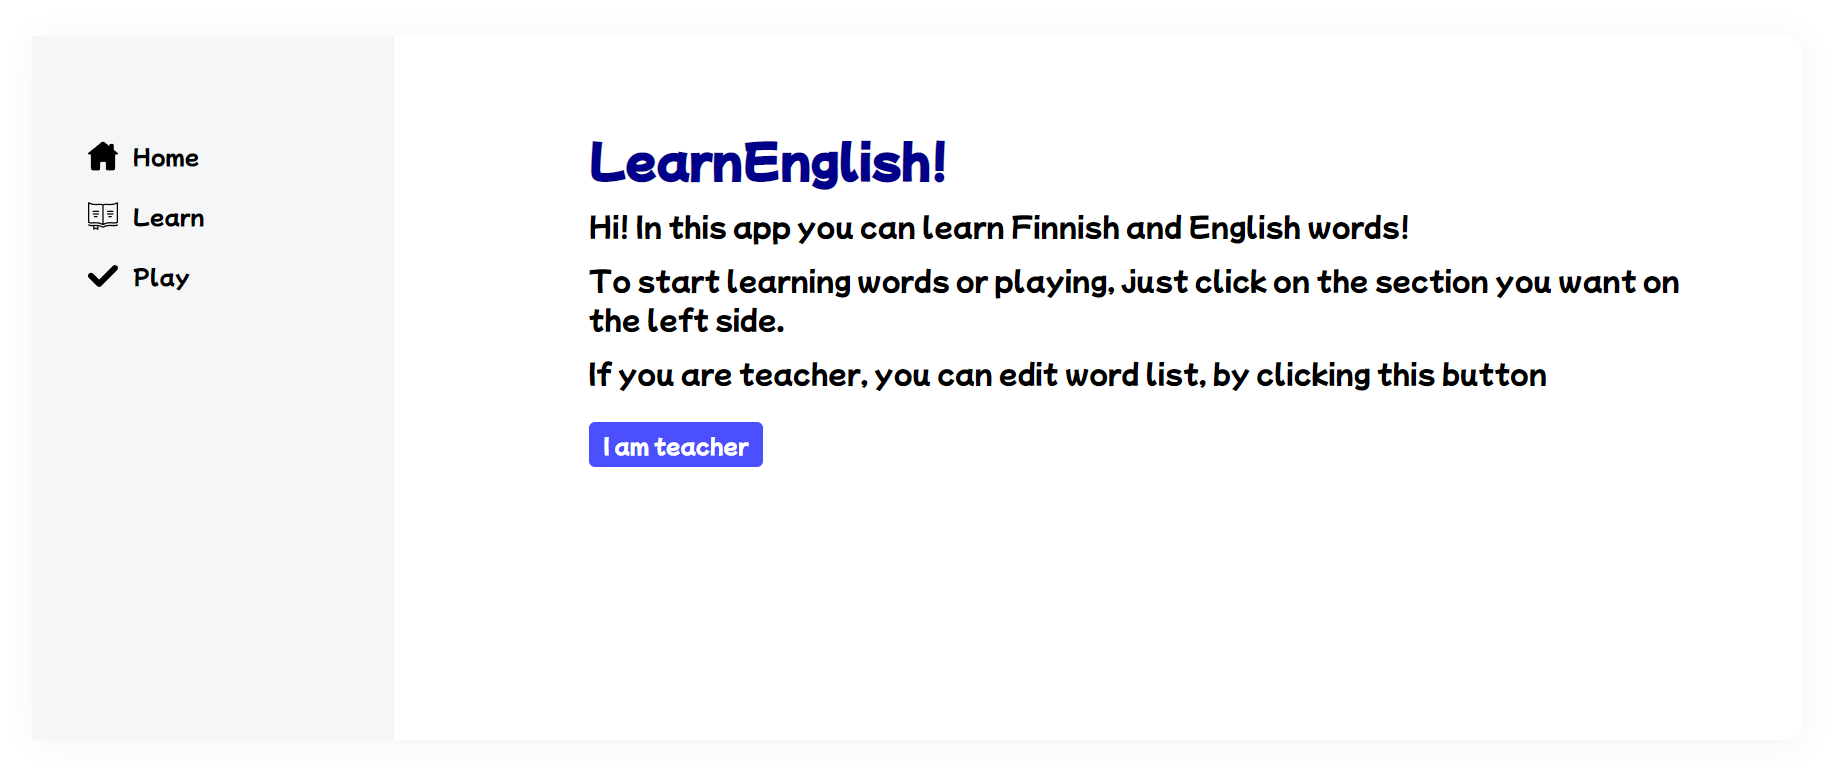 Home
Learn
Play
LearnEnglish!
Hi! In this app you can learn Finnish and English words!
To start learning words or playing, just click on the section you want on
the left side.
If you are teacher, you can edit word list, by clicking this button
I am teacher